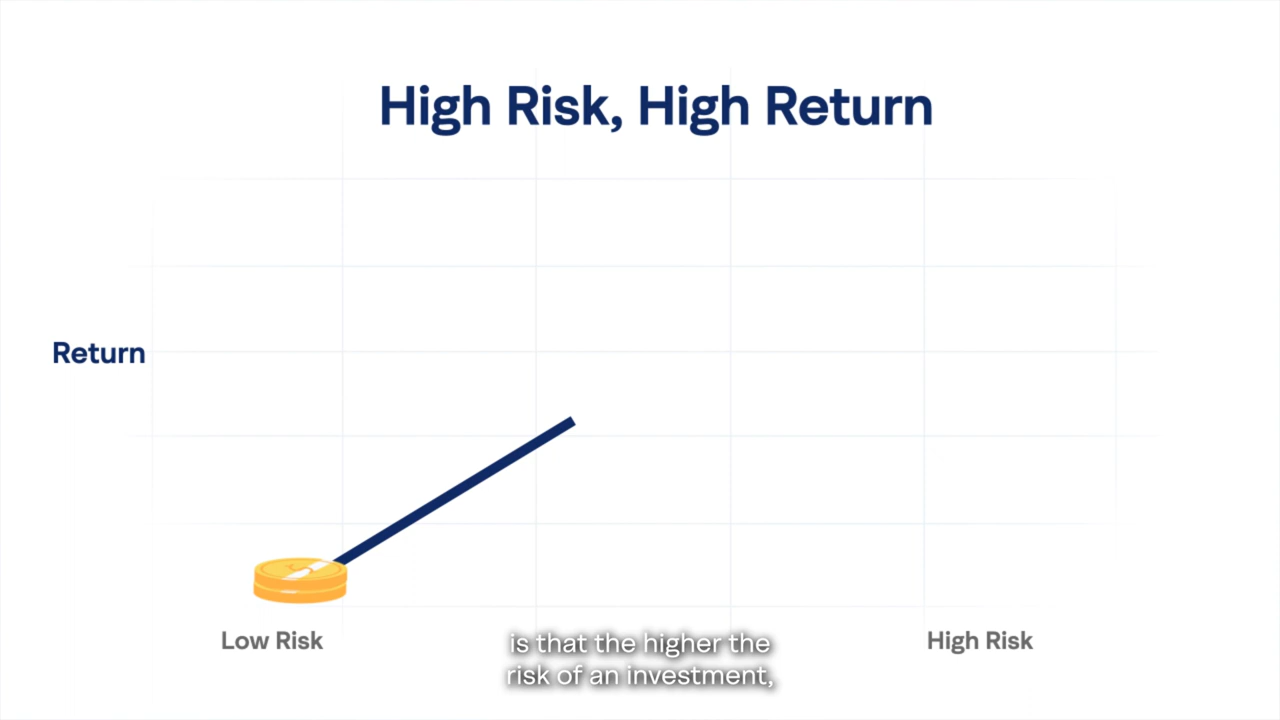 High Risk, High Return
Return
Low Risk
High Risk
is that the higher the
risk of an investment,